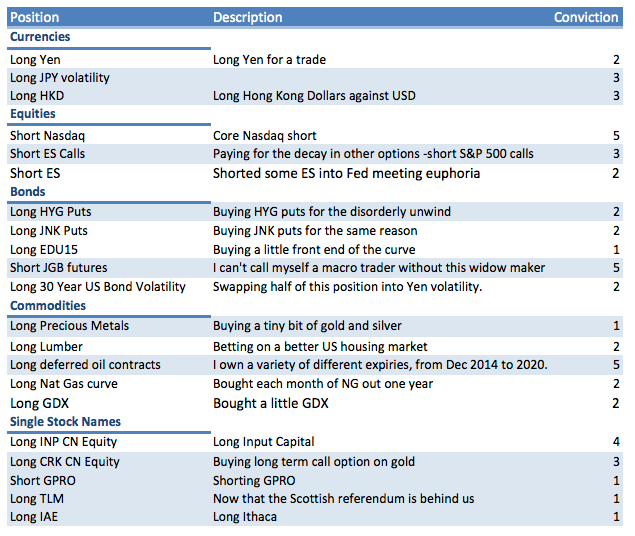 Position Description Conviction
Currencies
Long Yen Long Yen for a trade 2
Long JPY volatility 3
Long HKD Long Hong Kong Dollars against USD 3
Equities
Short Nasdaq Core Nasdaq short 5
Short ES Calls Paying for the decay in other options -short S&P 500 calls 3
Short ES Shorted some ES into Fed meeting euphoria 2
Bonds
Long HYG Puts Buying HYG puts for the disorderly unwind 2
Long JNK Puts Buying JNK puts for the same reason 2
Long EDU15 Buying a little front end of the curve 1
Short JGB futures I can't call myself a macro trader without this widow maker 5
Long 30 Year US Bond Volatility Swapping half of this position into Yen volatility. 2
Commodities
Long Precious Metals Buying a tiny bit of gold and silver 1
Long Lumber Betting on a better US housing market 2
Long deferred oil contracts I own a variety of different expiries, from Dec 2014 to 2020. 5
Long Nat Gas curve Bought each month of NG out one year 2
Long GDX Bought a little GDX 2
Single Stock Names
Long INP CN Equity Long Input Capital 4
Long CRK CN Equity Buying long term call option on gold 3
Short GPRO Shorting GPRO 1
Long TLM Now that the Scottish referendum is behind us 1
Long IAE Long Ithaca 1